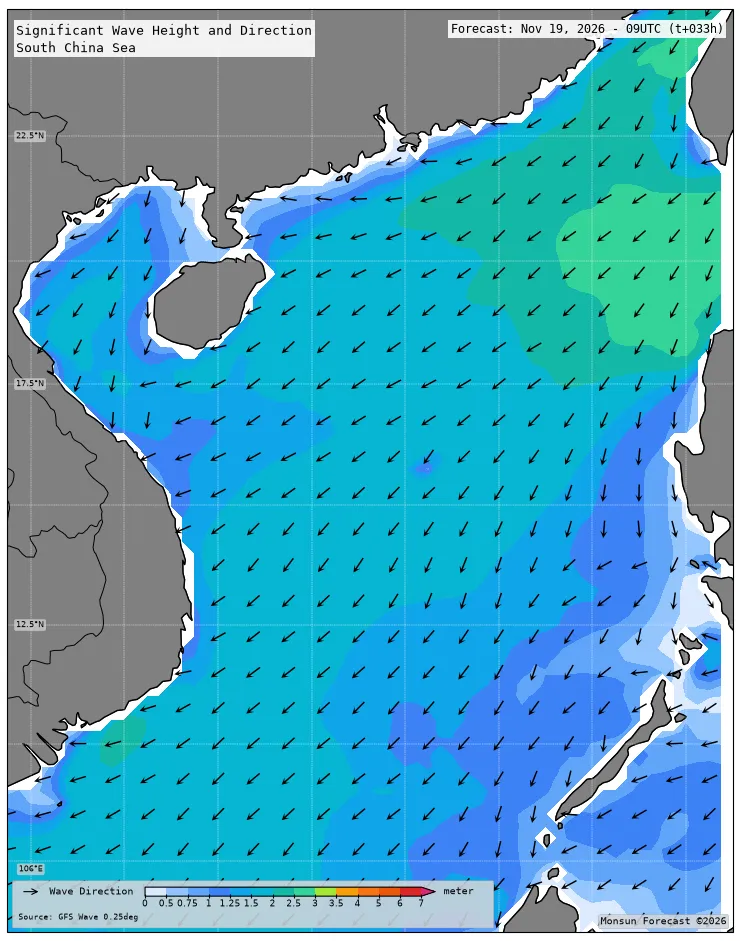 Significant Wave Height and Direction
South China Sea
Forecast: Nov 19, 2026 - 09UTC (t+033h)
22.5°N
17.5°N
12.5°N
106°E
Wave Direction
meter
0 0.5 0.75 1 1.25 1.5 2 2.5 3 3.5 4 5 6 7
Source: GFS Wave 0.25deg
Monsun Forecast ©2026